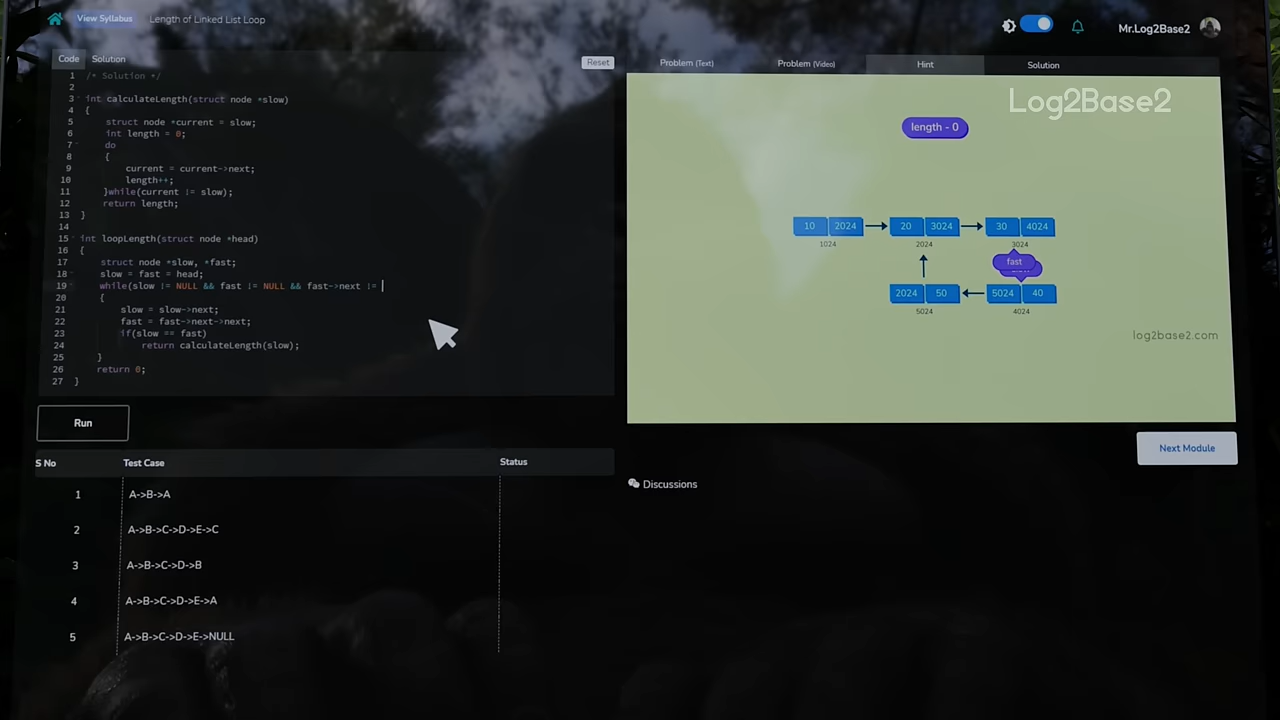 View Syllabus Length of Linked List Loop Mr.Log2Base2
Code Solution Reset
1 /* Solution */
2
3 int calculateLength(struct node *slow)
4 {
5 struct node *current = slow;
6 int length = 0;
7 do
8 {
9 current = current->next;
10 length++;
11 }while(current != slow);
12 return length;
13 }
14
15 int loopLength(struct node *head)
16 {
17 struct node *slow, *fast;
18 slow = fast = head;
19 while(slow != NULL && fast != NULL && fast->next !=
20 {
21 slow = slow->next;
22 fast = fast->next->next;
23 if(slow == fast)
24 return calculateLength(slow);
25 }
26 return 0;
27 }
Run
S No Test Case Status
1 A->B->A
2 A->B->C->D->E->C
3 A->B->C->D->B
4 A->B->C->D->E->A
5 A->B->C->D->E->NULL
Problem (Text) Problem (Video) Hint Solution
Log2Base2
length - 0
10 2024 20 3024 30 4024
1024 2024 3024
fast
2024 50 5024 40
5024 4024
log2base2.com
Next Module
Discussions